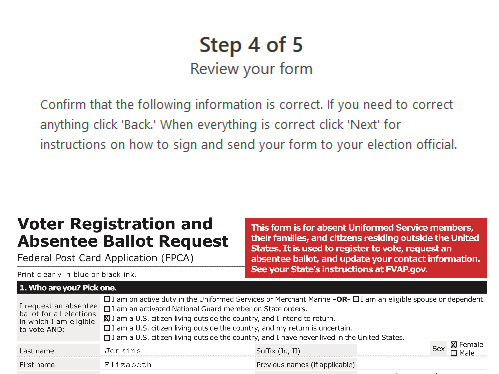 Step 4 of 5
Review your form
Confirm that the following information is correct. If you need to correct
anything click 'Back.' When everything is correct click 'Next' for
instructions on how to sign and send your form to your election official.
Voter Registration and
Absentee Ballot Request
Federal Post Card Application (FPCA)
Print clearly in blue or black ink.
This form is for absent Uniformed Service members,
their families, and citizens residing outside the United
States. It is used to register to vote, request an
absentee ballot, and update your contact information.
See your State's instructions at FVAP.gov.
1. Who are you? Pick one.
I request an absentee
ballot for all elections
in which I am eligible
to vote AND:
I am on active duty in the Uniformed Services or Merchant Marine -OR- I am an eligible spouse or dependent.
I am an activated National Guard member on State orders.
I am a U.S. citizen living outside the country, and I intend to return.
I am a U.S. citizen living outside the country, and my return is uncertain.
I am a U.S. citizen living outside the country, and I have never lived in the United States.
Last name Suffix (Jr., II) Sex Female
Male
First name Elizabeth Previous names (if applicable)